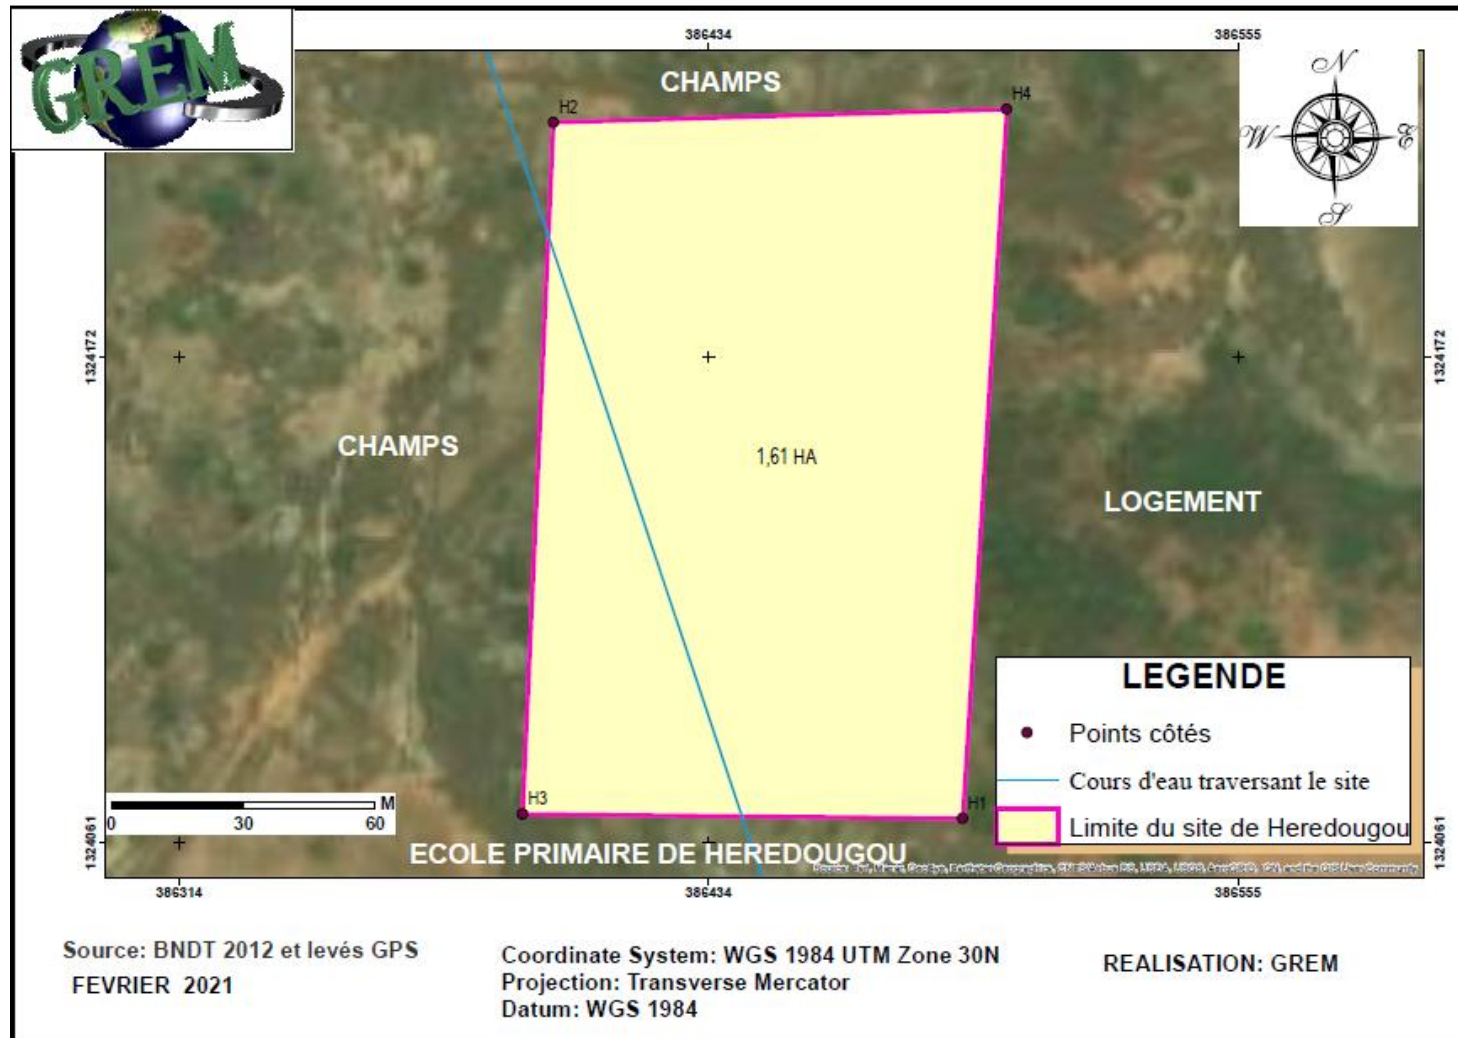 GREM
386434
386555
N
W
E
S
CHAMPS
H2
H4
1324172
1324172
CHAMPS
1,61 HA
LOGEMENT
LEGENDE
Points côtés
Cours d'eau traversant le site
Limite du site de Heredougou
M
0
30
60
H3
H1
1324061
1324061
ECOLE PRIMAIRE DE HEREDOUGOU
386314
386434
386555
Source: BNDT 2012 et levés GPS
FEVRIER 2021
Coordinate System: WGS 1984 UTM Zone 30N
Projection: Transverse Mercator
Datum: WGS 1984
REALISATION: GREM